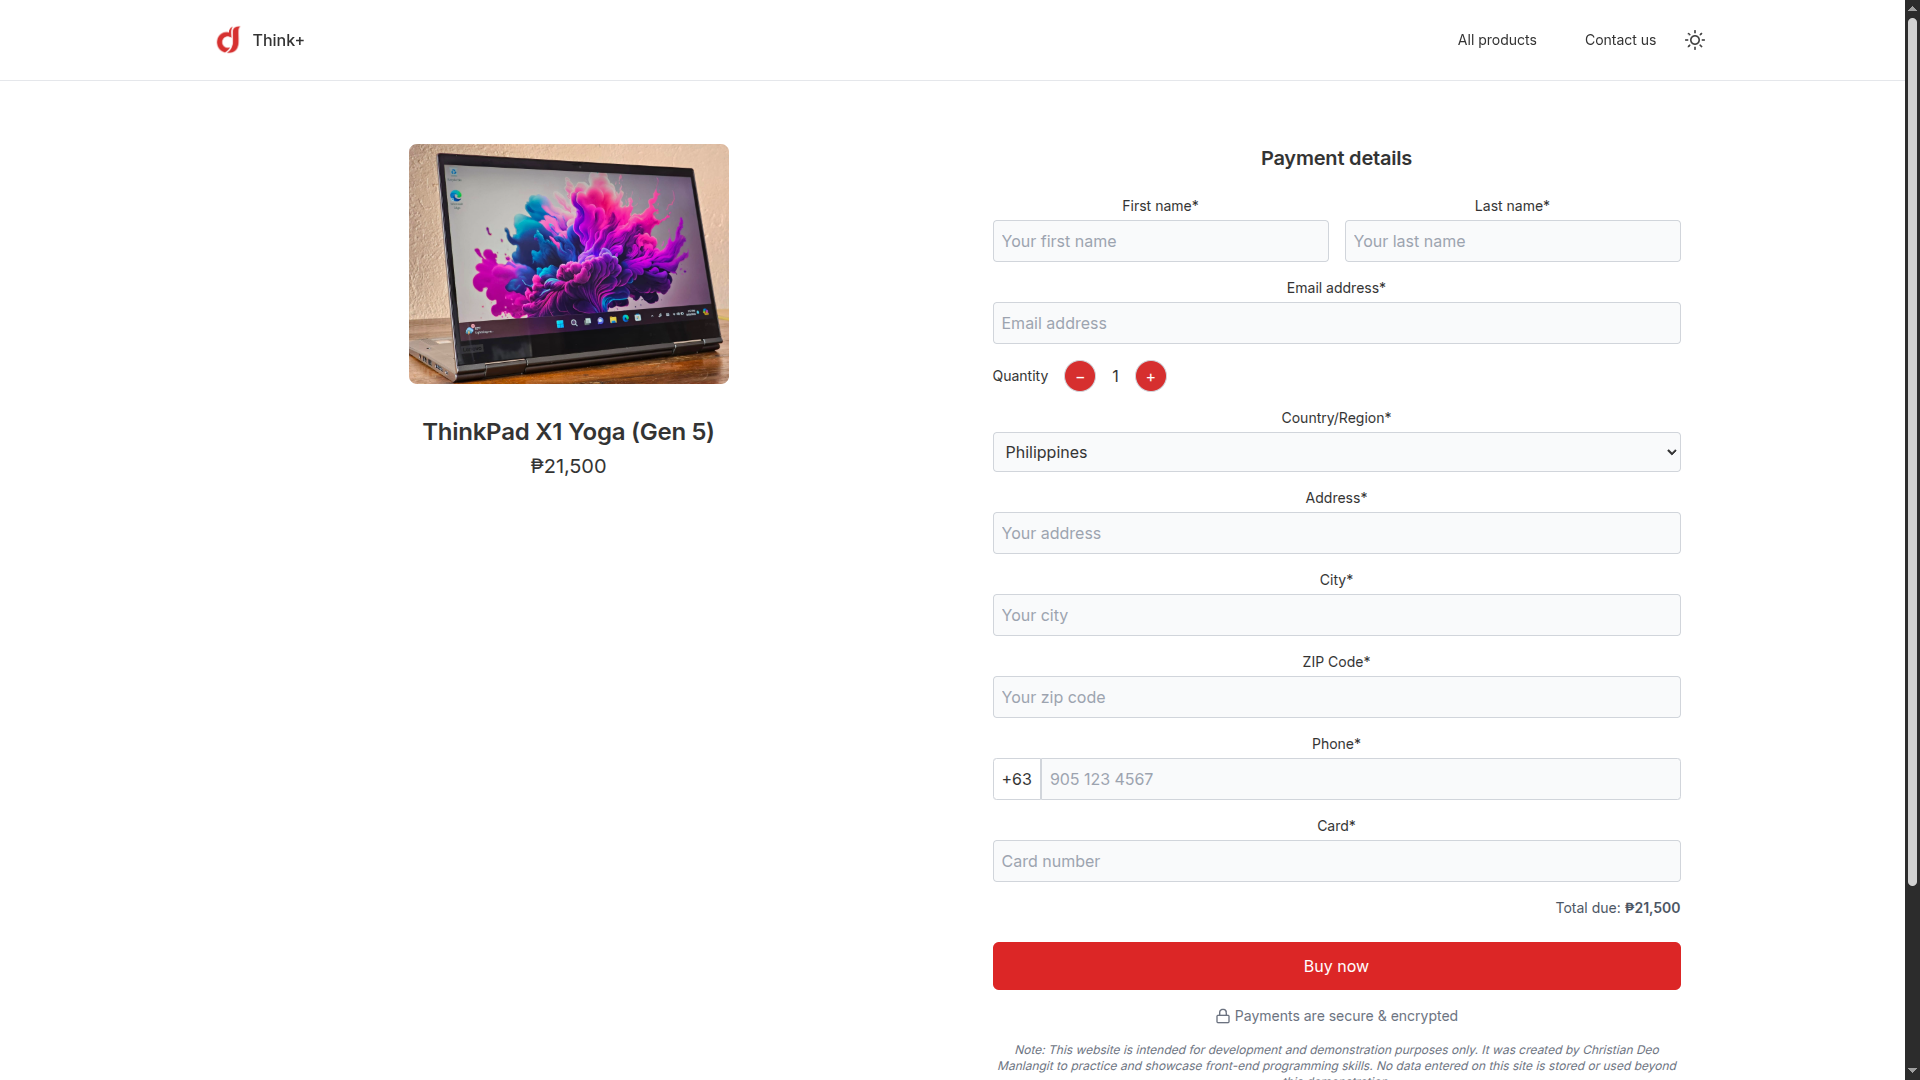 Think+
All products
Contact us
ThinkPad X1 Yoga (Gen 5)
₱21,500
Payment details
First name*
Last name*
Your first name
Your last name
Email address*
Email address
Quantity
−
1
+
Country/Region*
Philippines
Address*
Your address
City*
Your city
ZIP Code*
Your zip code
Phone*
+63
905 123 4567
Card*
Card number
Total due: ₱21,500
Buy now
Payments are secure & encrypted
Note: This website is intended for development and demonstration purposes only. It was created by Christian Deo
Manlangit to practice and showcase front-end programming skills. No data entered on this site is stored or used beyond
this demonstration.